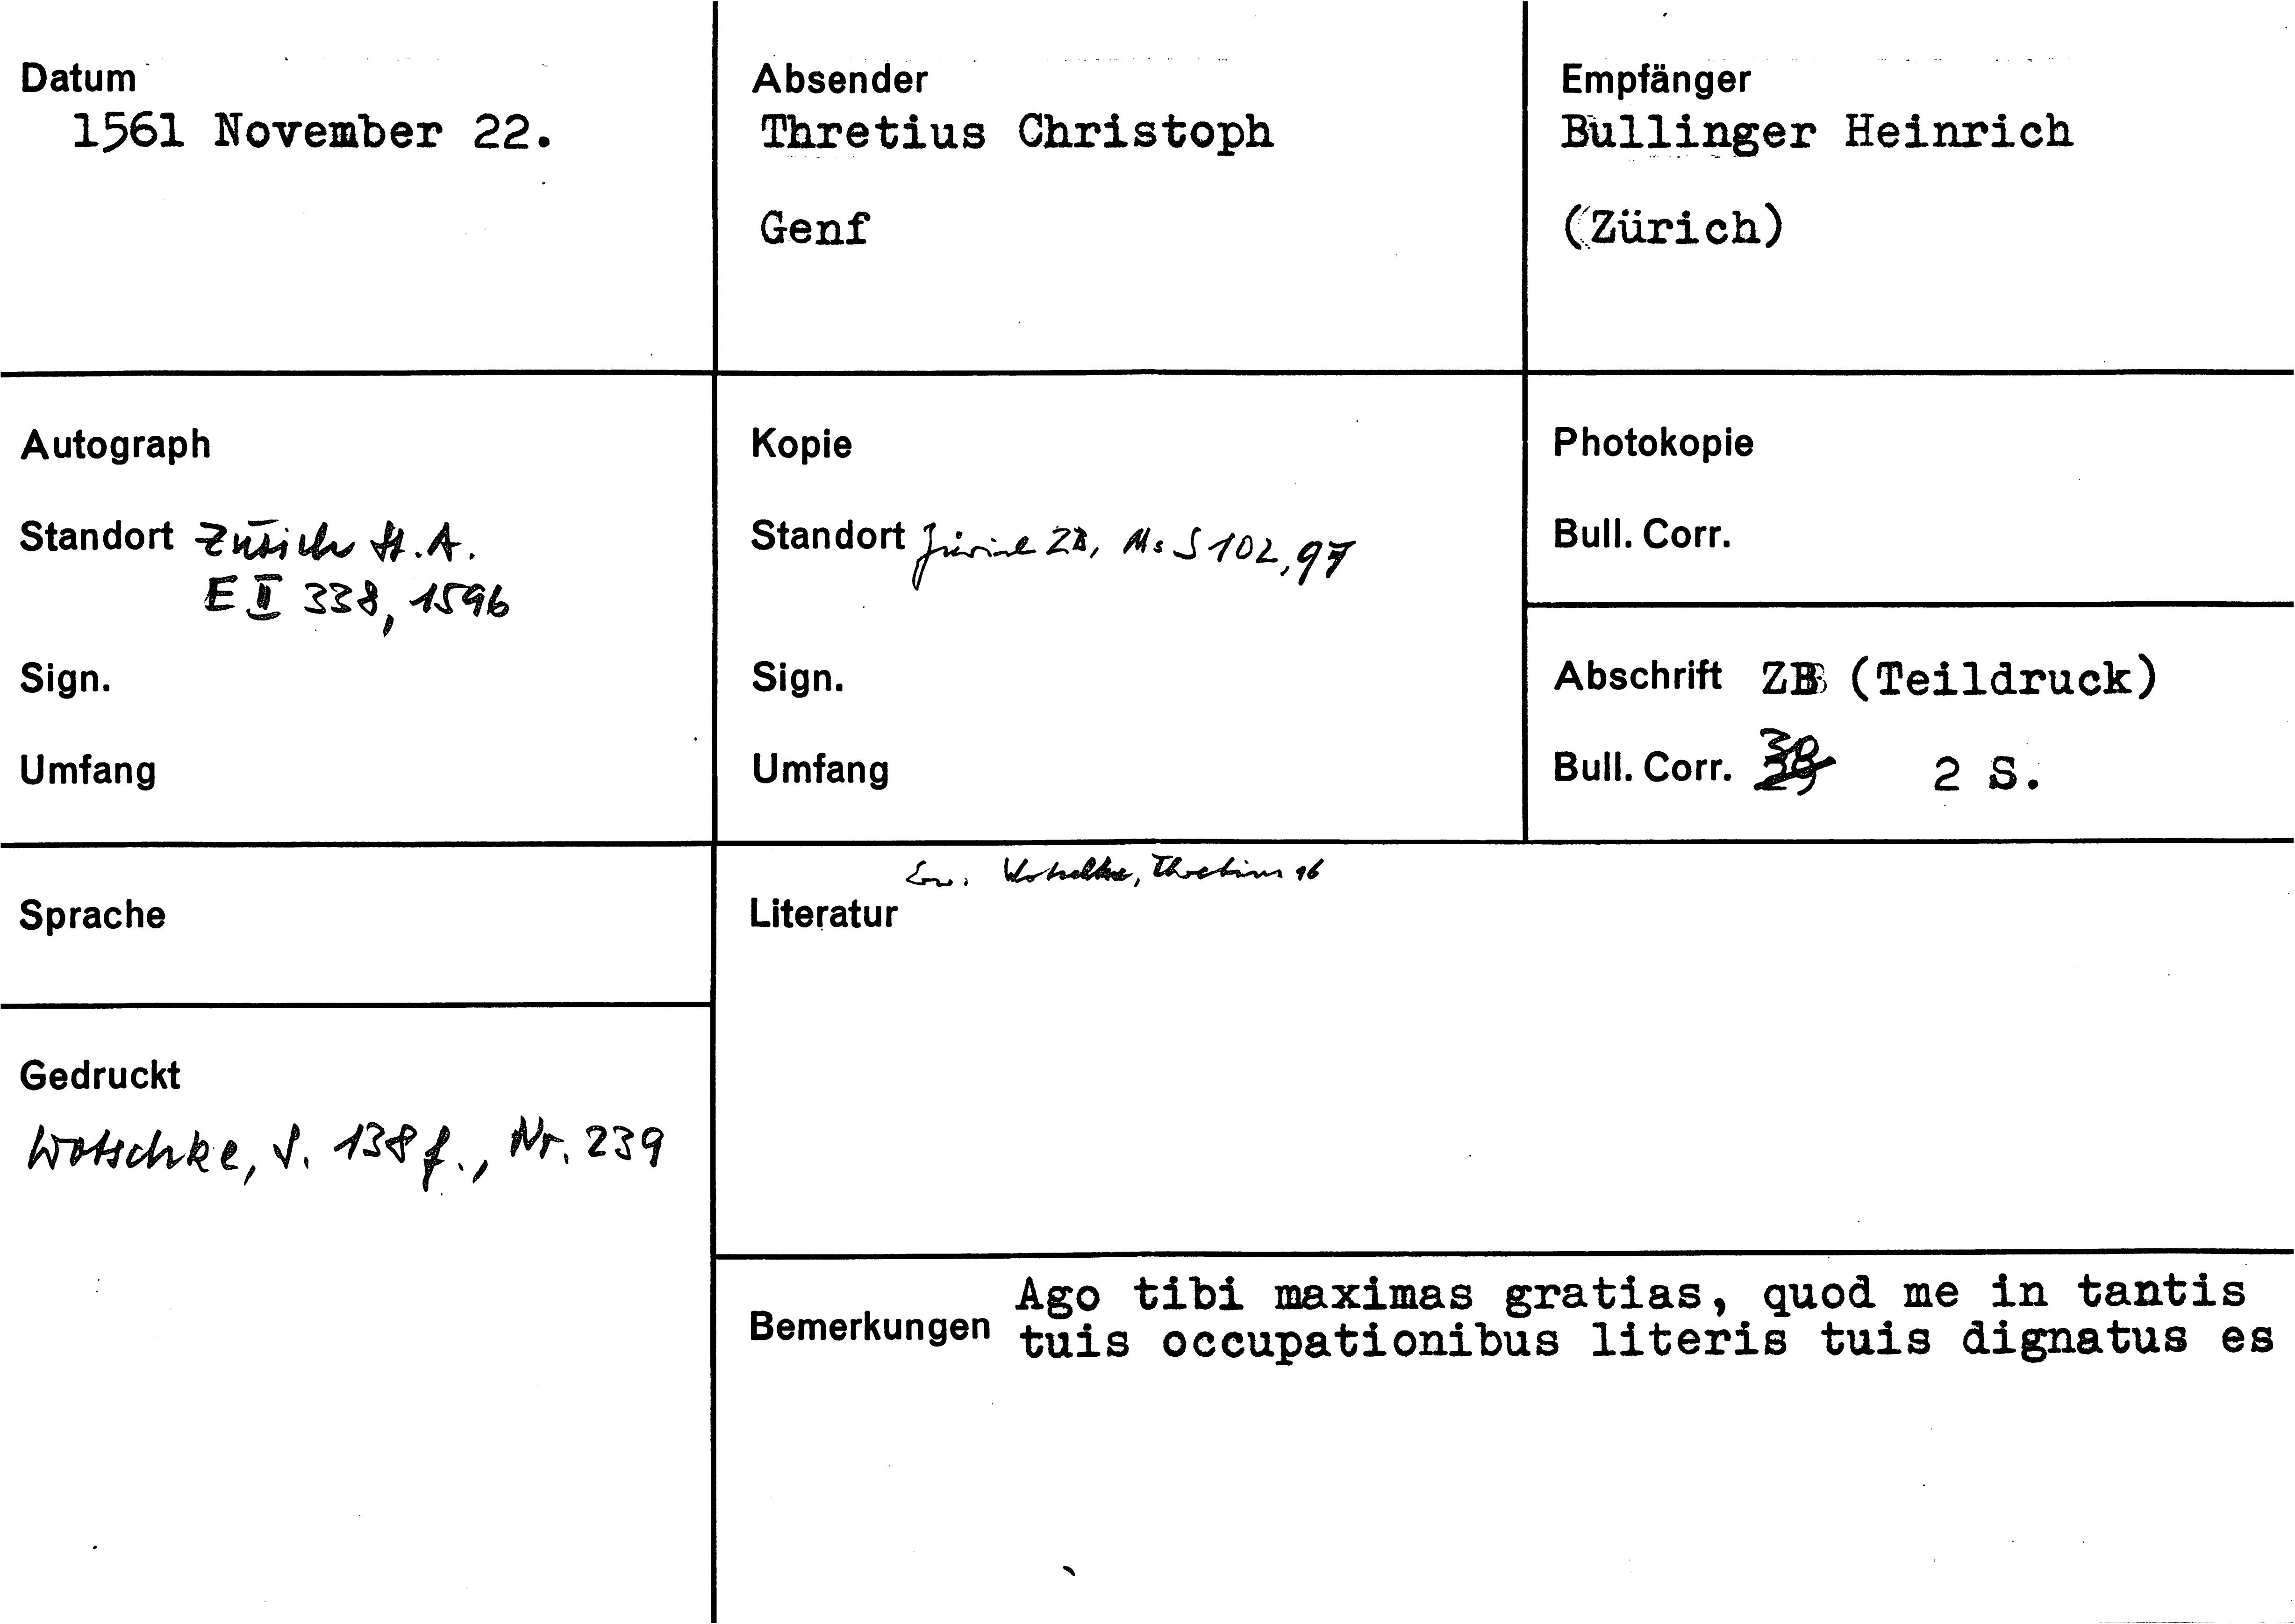 Datum
1561 November 22.
Absender
Thretius Christoph
Genf
Empfänger
Bullinger Heinrich
(Zürich)
Autograph
Standort Zürich St.A.
E II 338, 1596
Sign.
Umfang
Kopie
Standort Zürich ZB, Ms S 102, 97
Sign.
Umfang
Photokopie
Bull. Corr.
Abschrift ZB (Teildruck)
Bull. Corr. 2 S.
Sprache
Gedruckt
Wotschke, S. 138 f., Nr. 239
Literatur
Erw. Wotschke, Thretius 16
Bemerkungen
Ago tibi maximas gratias, quod me in tantis
tuis occupationibus literis tuis dignatus es